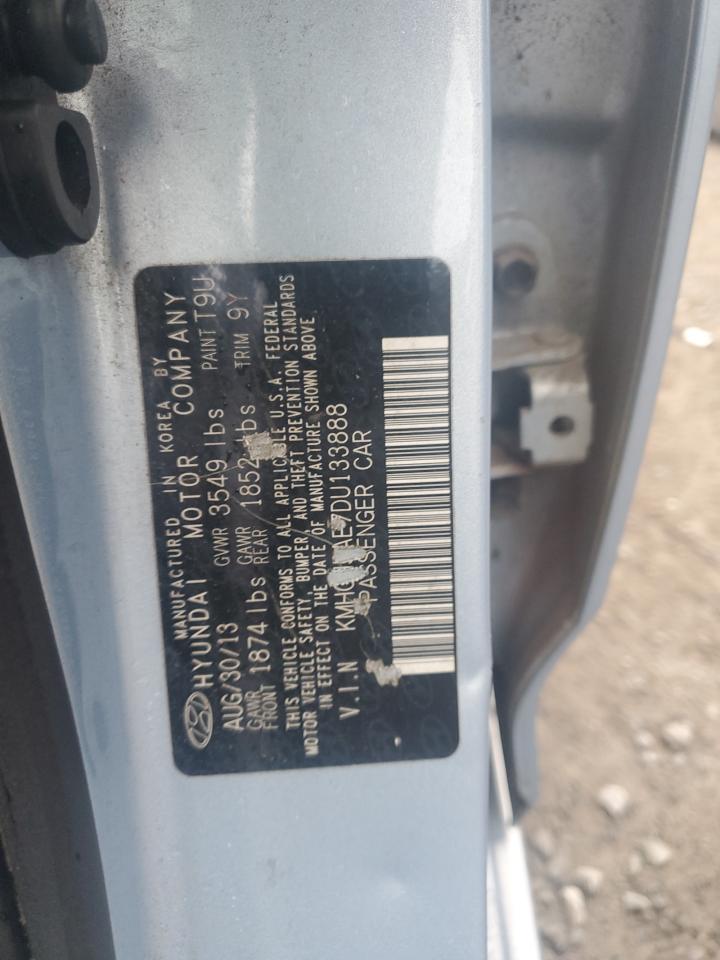 MANUFACTURED IN KOREA BY
HYUNDAI MOTOR COMPANY
AUG/30/13 GVWR 3549 lbs PAINT T9U
GAWR FRONT 1874 lbs GAWR REAR 1852 lbs TRIM 9Y
THIS VEHICLE CONFORMS TO ALL APPLICABLE U.S.A. FEDERAL
MOTOR VEHICLE SAFETY, BUMPER, AND THEFT PREVENTION STANDARDS
IN EFFECT ON THE DATE OF MANUFACTURE SHOWN ABOVE.
V.I.N
PASSENGER CAR